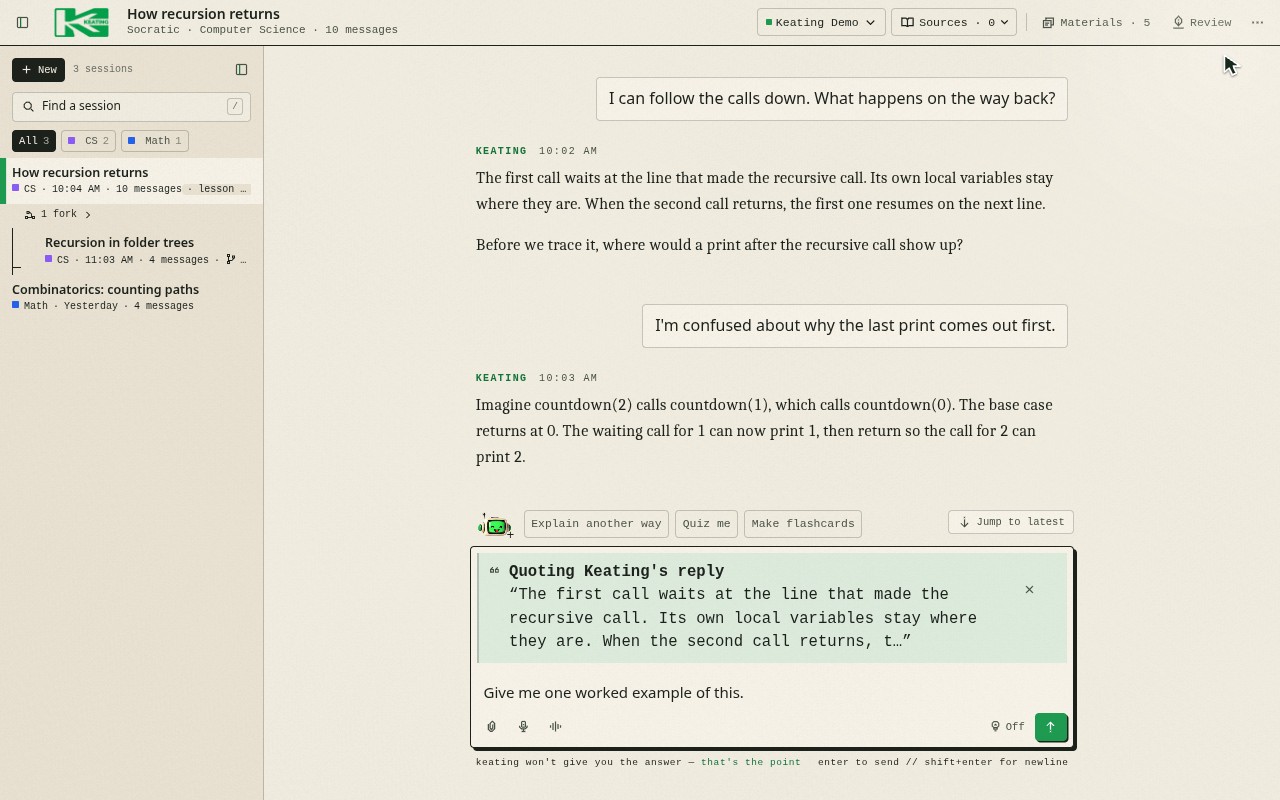 KEATING
How recursion returns
Socratic · Computer Science · 10 messages
Keating Demo
Sources · 0
Materials · 5
Review
New
3 sessions
Find a session
/
All 3
CS 2
Math 1
How recursion returns
CS · 10:04 AM · 10 messages · lesson …
1 fork
Recursion in folder trees
CS · 11:03 AM · 4 messages · …
Combinatorics: counting paths
Math · Yesterday · 4 messages
I can follow the calls down. What happens on the way back?
KEATING 10:02 AM
The first call waits at the line that made the recursive call. Its own local variables stay
where they are. When the second call returns, the first one resumes on the next line.
Before we trace it, where would a print after the recursive call show up?
I'm confused about why the last print comes out first.
KEATING 10:03 AM
Imagine countdown(2) calls countdown(1), which calls countdown(0). The base case
returns at 0. The waiting call for 1 can now print 1, then return so the call for 2 can
print 2.
Explain another way
Quiz me
Make flashcards
Jump to latest
Quoting Keating's reply
“The first call waits at the line that made the
recursive call. Its own local variables stay where
they are. When the second call returns, t…”
Give me one worked example of this.
Off
keating won't give you the answer — that's the point
enter to send // shift+enter for newline